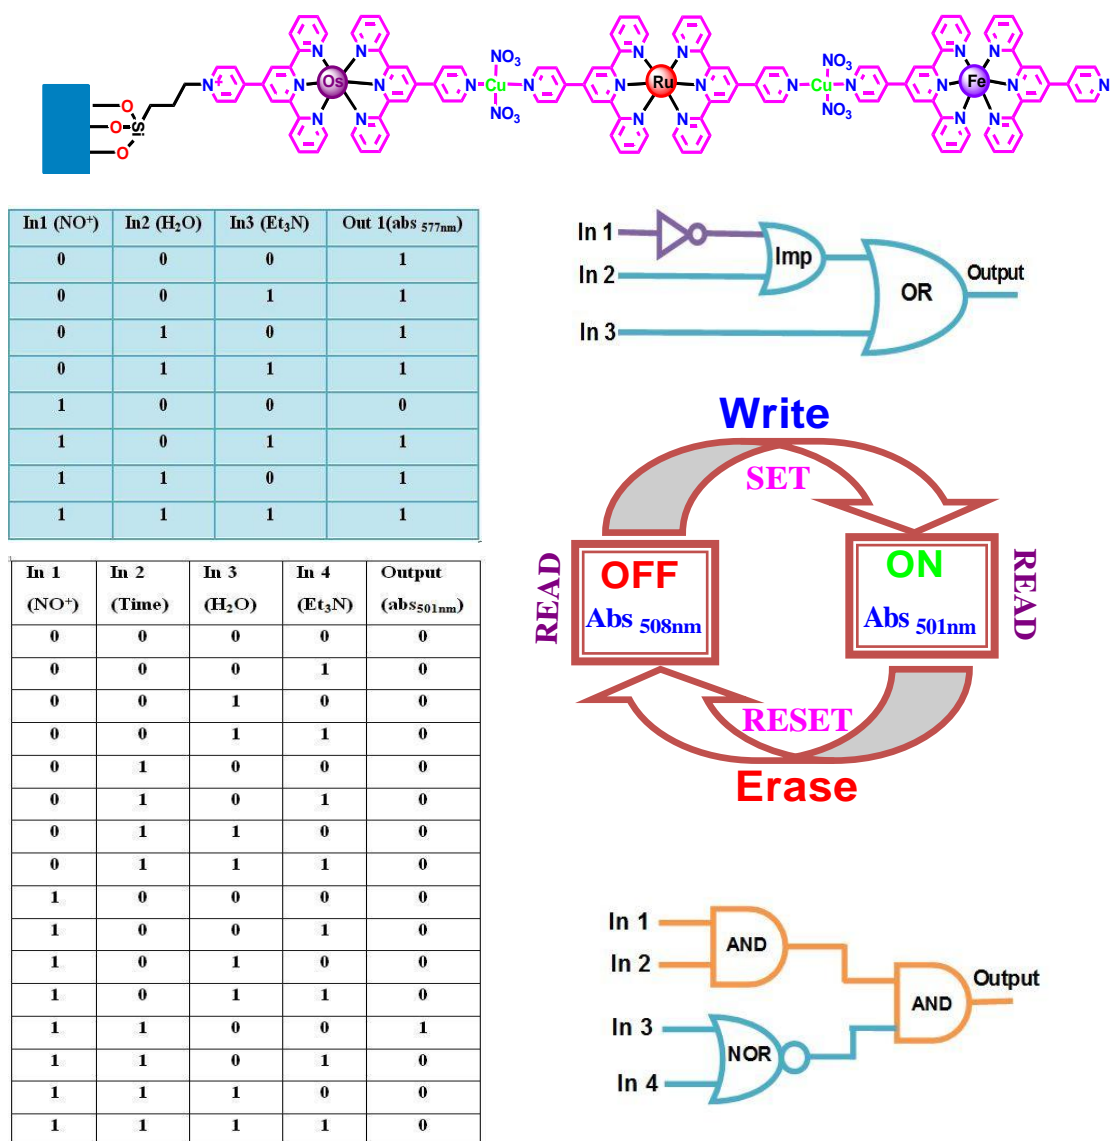 N N N N N N
N+ N Os N N Cu N N Ru N N Cu N N Fe N N
N N N N N N
NO3 NO3
NO3 NO3
O
O Si
O
In1 (NO+) In2 (H2O) In3 (Et3N) Out 1(abs 577nm)
0 0 0 1
0 0 1 1
0 1 0 1
0 1 1 1
1 0 0 0
1 0 1 1
1 1 0 1
1 1 1 1
In 1
In 2
In 3
Imp
OR
Output
Write
SET
READ
OFF
Abs 508nm
ON
Abs 501nm
READ
RESET
Erase
In 1 In 2 In 3 In 4 Output
(NO+) (Time) (H2O) (Et3N) (abs501nm)
0 0 0 0 0
0 0 0 1 0
0 0 1 0 0
0 0 1 1 0
0 1 0 0 0
0 1 0 1 0
0 1 1 0 0
0 1 1 1 0
1 0 0 0 0
1 0 0 1 0
1 0 1 0 0
1 0 1 1 0
1 1 0 0 1
1 1 0 1 0
1 1 1 0 0
1 1 1 1 0
In 1
In 2
In 3
In 4
AND
NOR
AND
Output